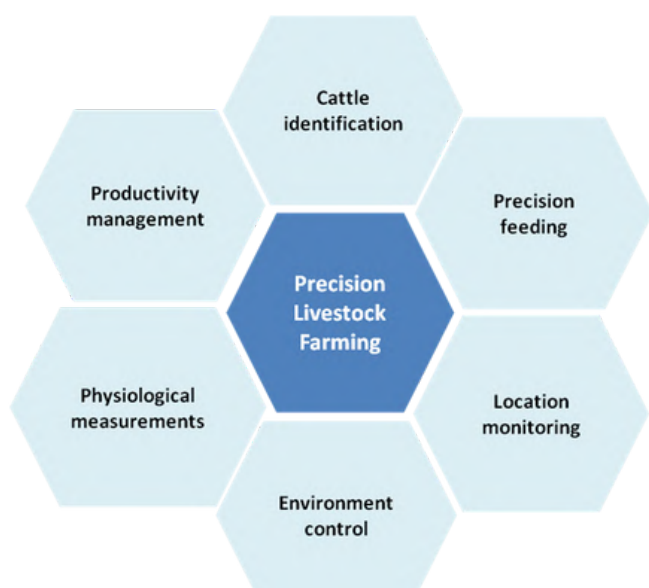 Cattle
identification
Productivity
management
Precision
feeding
Precision
Livestock
Farming
Physiological
measurements
Location
monitoring
Environment
control